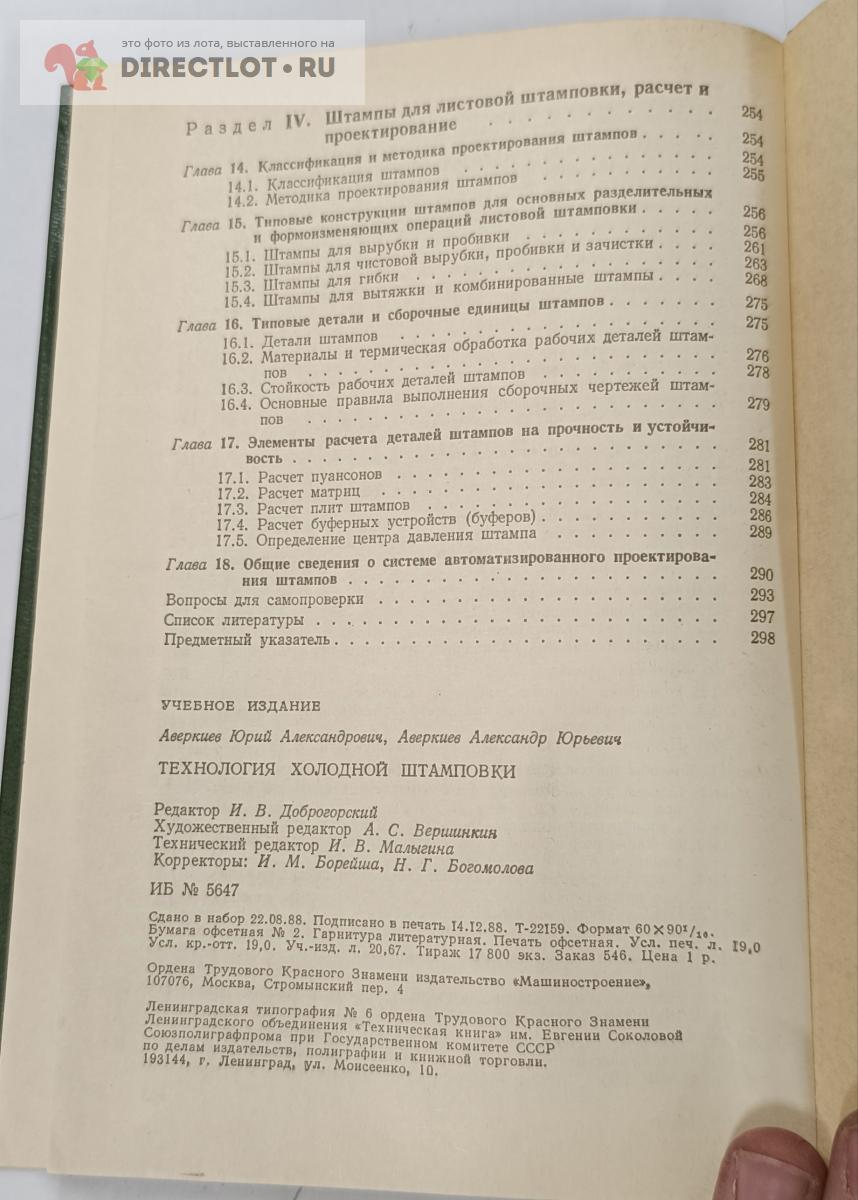 это фото из лота, выставленного на
DIRECTLOT.RU
Раздел IV. Штампы для листовой штамповки, расчет и
проектирование . . . . . . . . . . . . 254
Глава 14. Классификация и методика проектирования штампов . . . . 254
14.1. Классификация штампов . . . . . . . . . . . . 254
14.2. Методика проектирования штампов . . . . . . . . . 255
Глава 15. Типовые конструкции штампов для основных разделительных
и формоизменяющих операций листовой штамповки . . . . . 256
15.1. Штампы для вырубки и пробивки . . . . . . . . . 256
15.2. Штампы для чистовой вырубки, пробивки и зачистки . . . . 261
15.3. Штампы для гибки . . . . . . . . . . . . . . 263
15.4. Штампы для вытяжки и комбинированные штампы . . . . 268
Глава 16. Типовые детали и сборочные единицы штампов . . . . . . . 275
16.1. Детали штампов . . . . . . . . . . . . . . . 275
16.2. Материалы и термическая обработка рабочих деталей штам-
пов . . . . . . . . . . . . . . . . . . . 276
16.3. Стойкость рабочих деталей штампов . . . . . . . . . 278
16.4. Основные правила выполнения сборочных чертежей штам-
пов . . . . . . . . . . . . . . . . . . . 279
Глава 17. Элементы расчета деталей штампов на прочность и устойчи-
вость . . . . . . . . . . . . . . . . . . . . 281
17.1. Расчет пуансонов . . . . . . . . . . . . . . . 281
17.2. Расчет матриц . . . . . . . . . . . . . . . . 283
17.3. Расчет плит штампов . . . . . . . . . . . . . . 284
17.4. Расчет буферных устройств (буферов) . . . . . . . . . 286
17.5. Определение центра давления штампа . . . . . . . . 289
Глава 18. Общие сведения о системе автоматизированного проектирова-
ния штампов . . . . . . . . . . . . . . . . . . 290
Вопросы для самопроверки . . . . . . . . . . . . . . . . 293
Список литературы . . . . . . . . . . . . . . . . . . . 297
Предметный указатель . . . . . . . . . . . . . . . . . . 298
УЧЕБНОЕ ИЗДАНИЕ
Аверкиев Юрий Александрович, Аверкиев Александр Юрьевич
ТЕХНОЛОГИЯ ХОЛОДНОЙ ШТАМПОВКИ
Редактор И. В. Доброгорский
Художественный редактор А. С. Вершинкин
Технический редактор И. В. Малыгина
Корректоры: И. М. Борейша, Н. Г. Богомолова
ИБ № 5647
Сдано в набор 22.08.88. Подписано в печать 14.12.88. Т-22159. Формат 60×90¹/₁₆.
Бумага офсетная № 2. Гарнитура литературная. Печать офсетная. Усл. печ. л. 19,0
Усл. кр.-отт. 19,0. Уч.-изд. л. 20,67. Тираж 17 800 экз. Заказ 546. Цена 1 р.
Ордена Трудового Красного Знамени издательство «Машиностроение»,
107076, Москва, Стромынский пер. 4
Ленинградская типография № 6 ордена Трудового Красного Знамени
Ленинградского объединения «Техническая книга» им. Евгении Соколовой
Союзполиграфпрома при Государственном комитете СССР
по делам издательств, полиграфии и книжной торговли.
193144, г. Ленинград, ул. Моисеенко, 10.